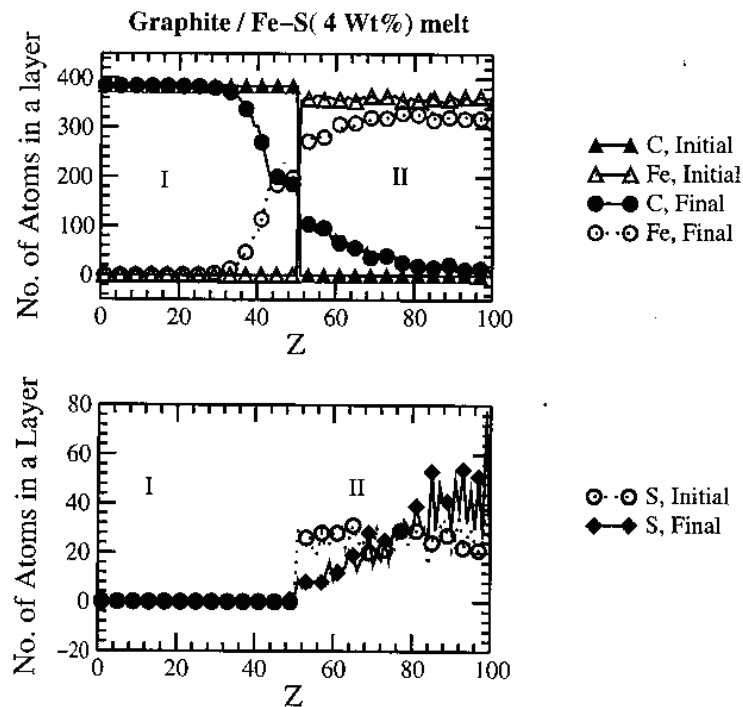 Graphite / Fe–S( 4 Wt%) melt
No. of Atoms in a layer
400
300
200
100
0
I
II
0
20
40
60
80
100
Z
C, Initial
Fe, Initial
C, Final
Fe, Final
No. of Atoms in a Layer
80
60
40
20
0
−20
I
II
0
20
40
60
80
100
Z
S, Initial
S, Final